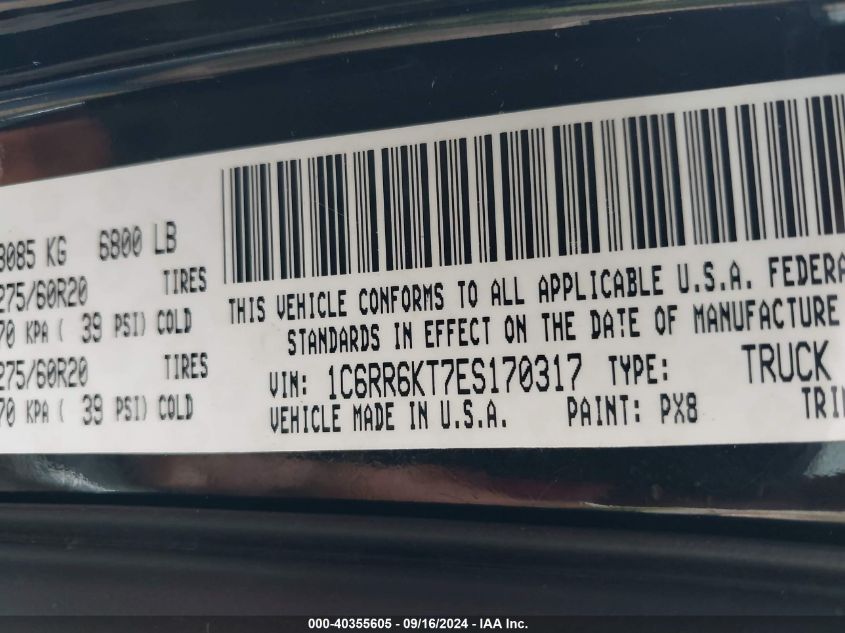 3085 KG 6800 LB
275/60R20 TIRES
70 KPA ( 39 PSI) COLD
275/60R20 TIRES
70 KPA ( 39 PSI) COLD
THIS VEHICLE CONFORMS TO ALL APPLICABLE U.S.A. FEDERA
STANDARDS IN EFFECT ON THE DATE OF MANUFACTURE
VIN: 1C6RR6KT7ES170317 TYPE: TRUCK
VEHICLE MADE IN U.S.A. PAINT: PX8 TRI
000-40355605 - 09/16/2024 - IAA Inc.